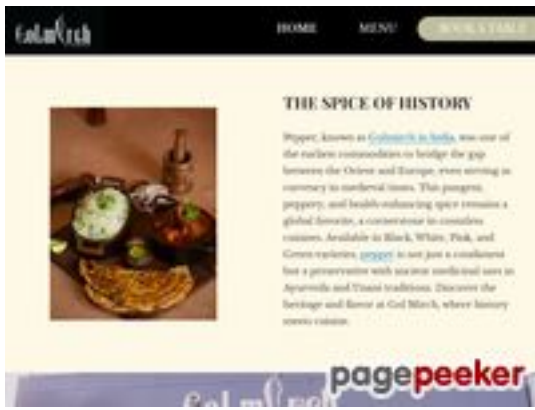 GolmIrch
HOME
MENU
BOOK A TABLE
THE SPICE OF HISTORY
Pepper, known as Golmirch in India, was one of
the earliest commodities to bridge the gap
between the Orient and Europe, even serving as
currency in medieval times. This pungent,
peppery, and health-enhancing spice remains a
global favorite, a cornerstone in countless
cuisines. Available in Black, White, Pink, and
Green varieties, pepper is not just a condiment
but a preservative with ancient medicinal uses in
Ayurveda and Unani traditions. Discover the
heritage and flavor at Gol Mirch, where history
meets cuisine.
pagepeeker